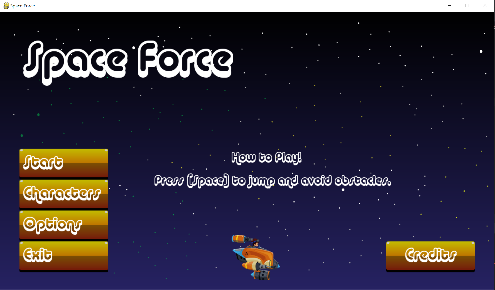 Space Force
How to Play!
Press [Space] to jump and avoid obstacles.
Start
Characters
Options
Exit
Credits